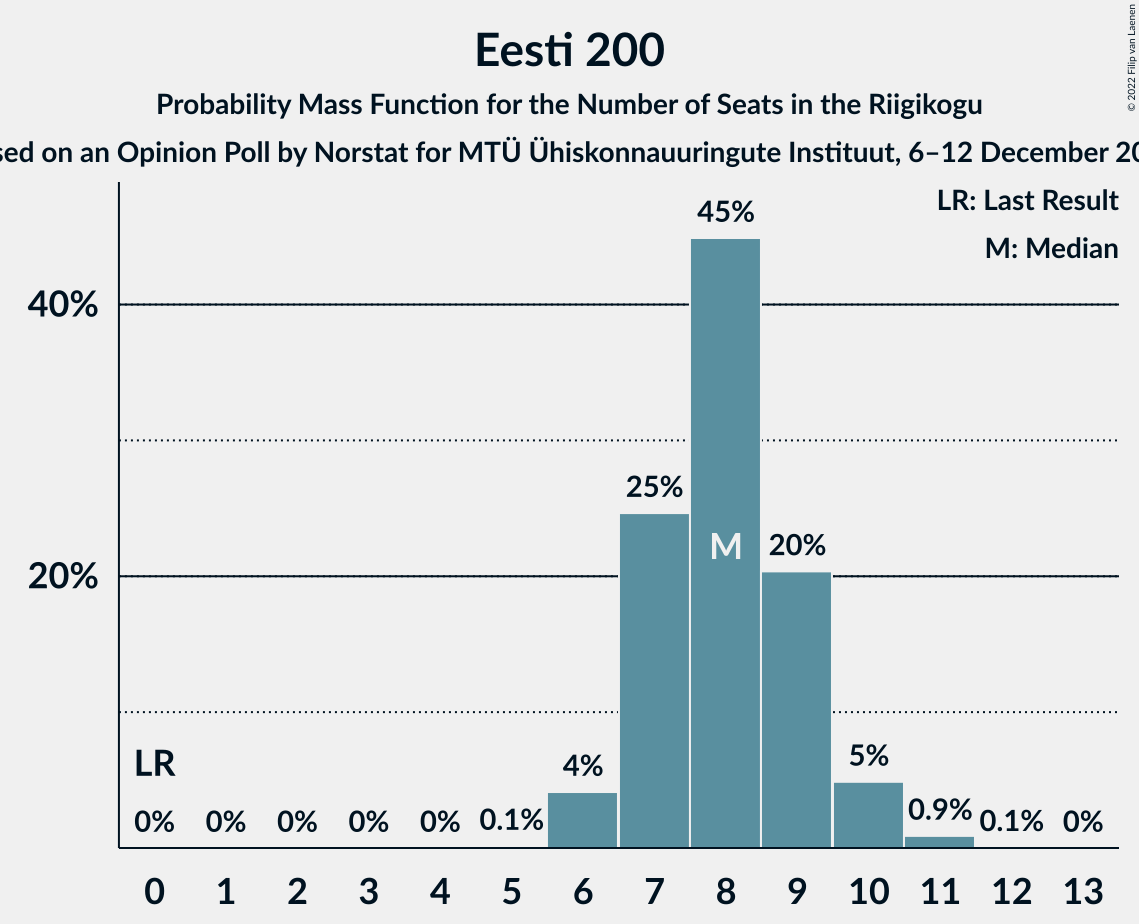 Eesti 200
Probability Mass Function for the Number of Seats in the Riigikogu
on an Opinion Poll by Norstat for MTÜ Ühiskonnauuringute Instituut, 6–12 December
© 2022 Filip van Laenen
LR: Last Result
M: Median
45%
40%
25%
M
20%
20%
LR
4%
5%
0% 0% 0% 0% 0% 0.1% 0.9% 0.1% 0%
0 1 2 3 4 5 6 7 8 9 10 11 12 13